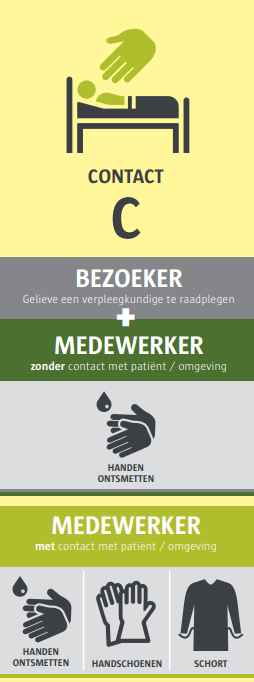 CONTACT
C
BEZOEKER
Gelieve een verpleegkundige te raadplegen
+
MEDEWERKER
zonder contact met patiënt / omgeving
HANDEN
ONTSMETTEN
MEDEWERKER
met contact met patiënt / omgeving
HANDEN
ONTSMETTEN
HANDSCHOENEN
SCHORT